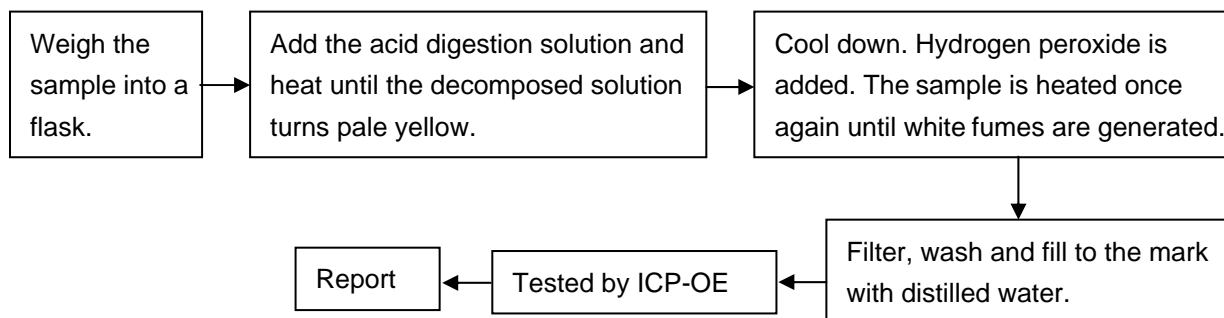 Weigh the
sample into a
flask.
Add the acid digestion solution and
heat until the decomposed solution
turns pale yellow.
Cool down. Hydrogen peroxide is
added. The sample is heated once
again until white fumes are generated.
Filter, wash and fill to the mark
with distilled water.
Tested by ICP-OE
Report